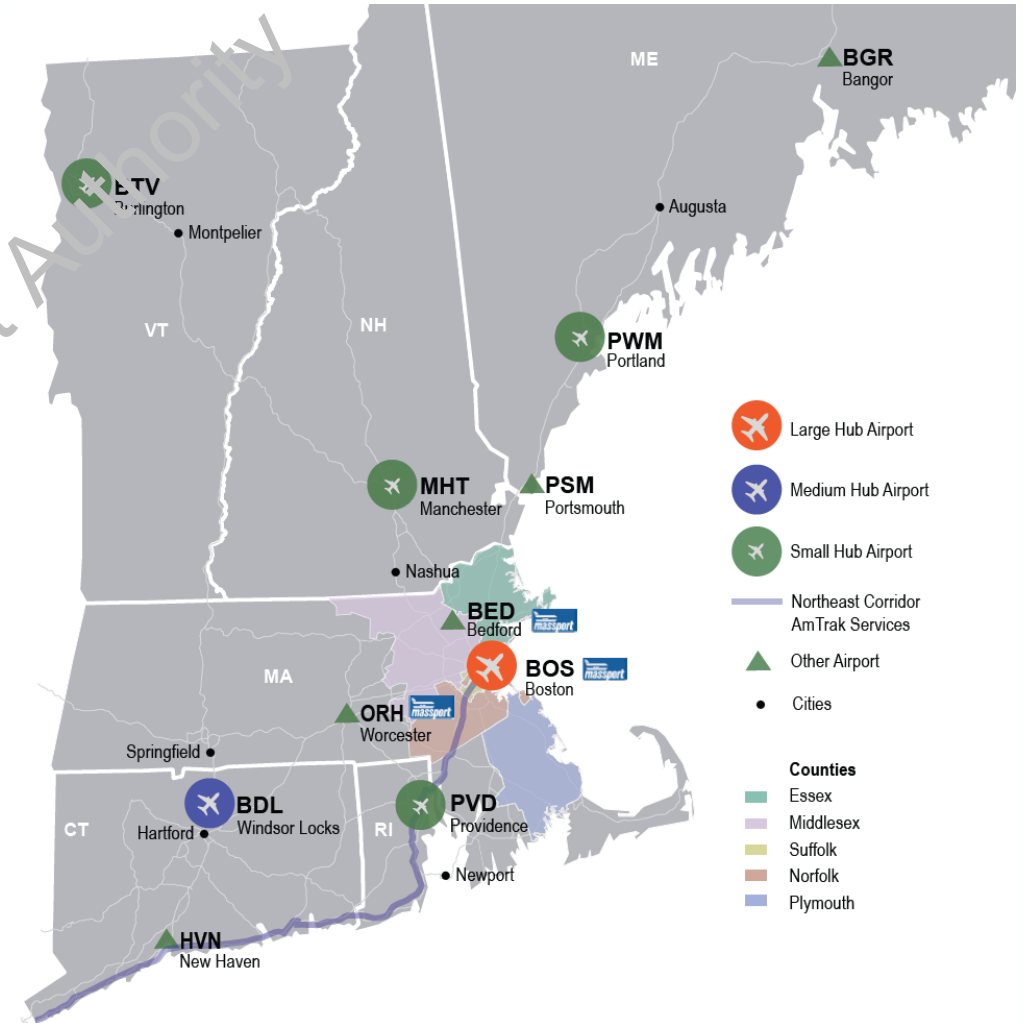 Authority
ME
BGR
Bangor
BTV
Burlington
Montpelier
Augusta
VT
NH
PWM
Portland
Large Hub Airport
MHT
Manchester
PSM
Portsmouth
Medium Hub Airport
Small Hub Airport
Nashua
Northeast Corridor
AmTrak Services
BED
Bedford
massport
Other Airport
MA
BOS
Boston
massport
Cities
ORH
Worcester
massport
Springfield
Counties
Essex
CT
BDL
Windsor Locks
Hartford
RI
PVD
Providence
Middlesex
Suffolk
Norfolk
Newport
Plymouth
HVN
New Haven